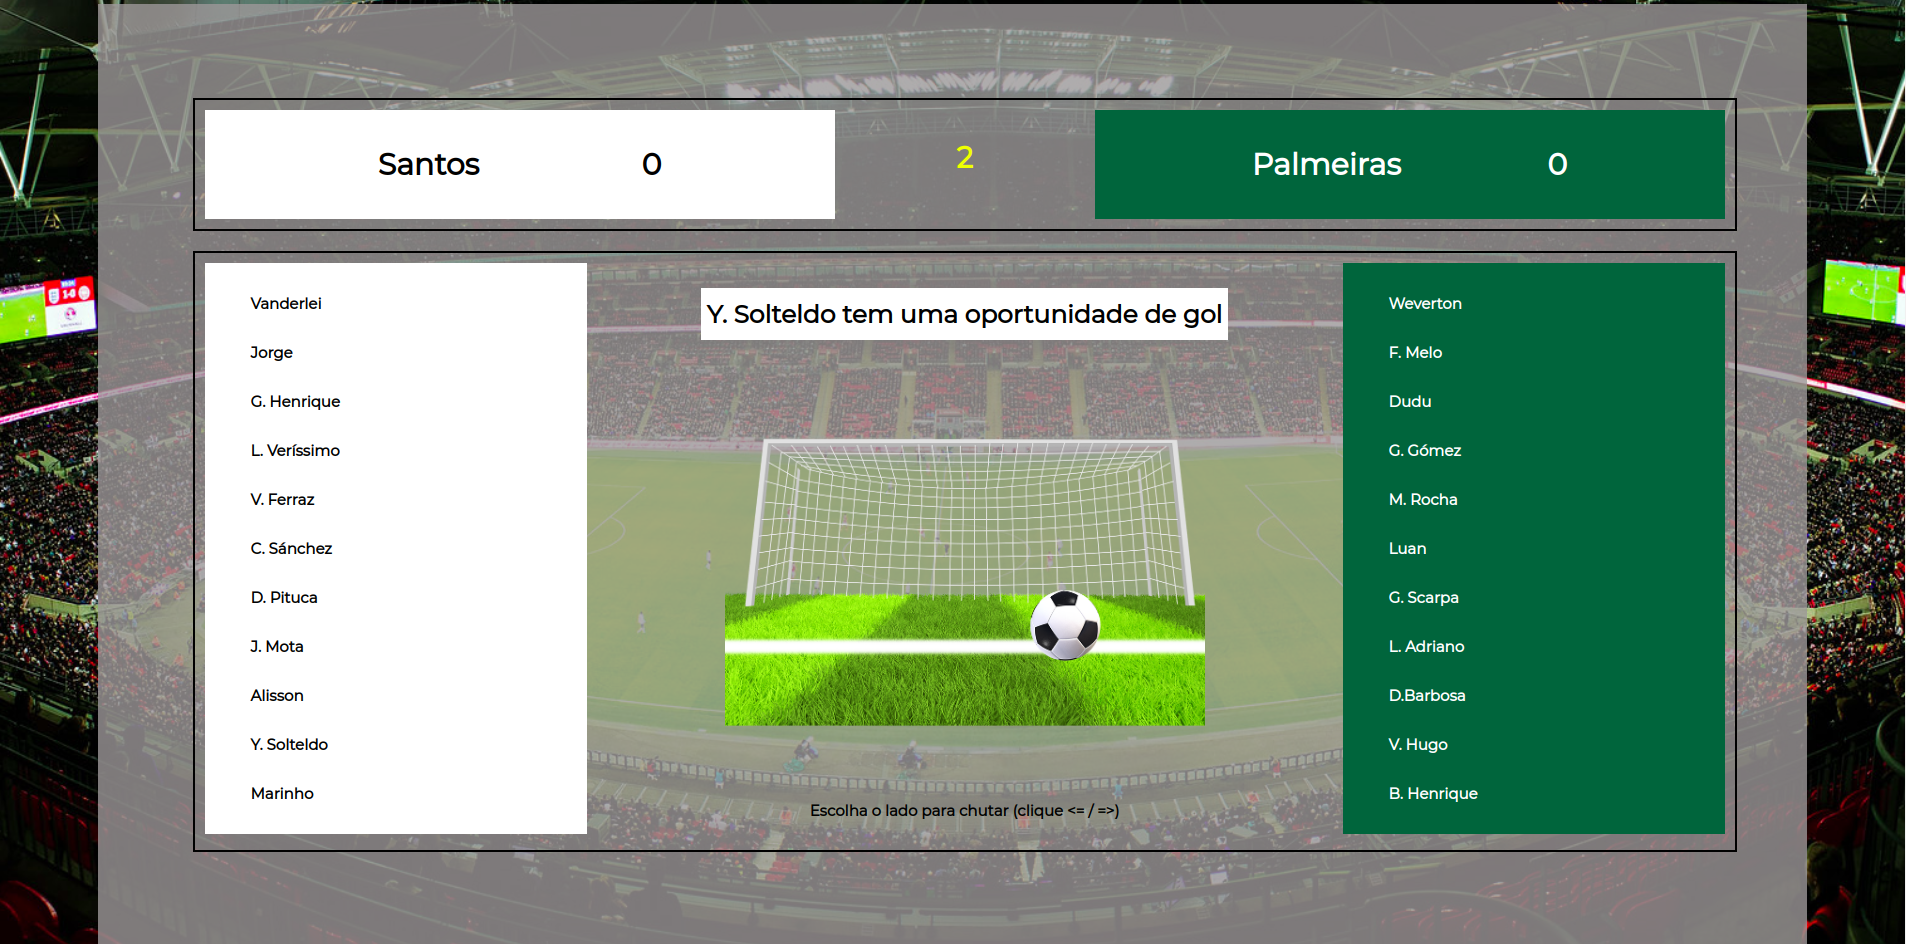 Santos 0
2
Palmeiras 0
Vanderlei
Jorge
G. Henrique
L. Veríssimo
V. Ferraz
C. Sánchez
D. Pituca
J. Mota
Alisson
Y. Solteldo
Marinho
Y. Solteldo tem uma oportunidade de gol
Escolha o lado para chutar (clique <= / =>)
Weverton
F. Melo
Dudu
G. Gómez
M. Rocha
Luan
G. Scarpa
L. Adriano
D.Barbosa
V. Hugo
B. Henrique
1-0